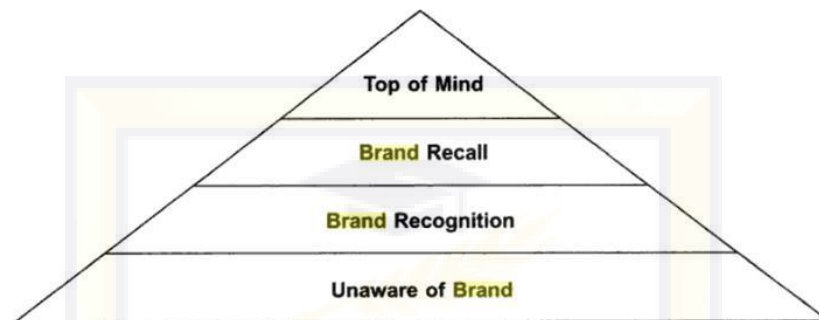 Top of Mind
Brand Recall
Brand Recognition
Unaware of Brand